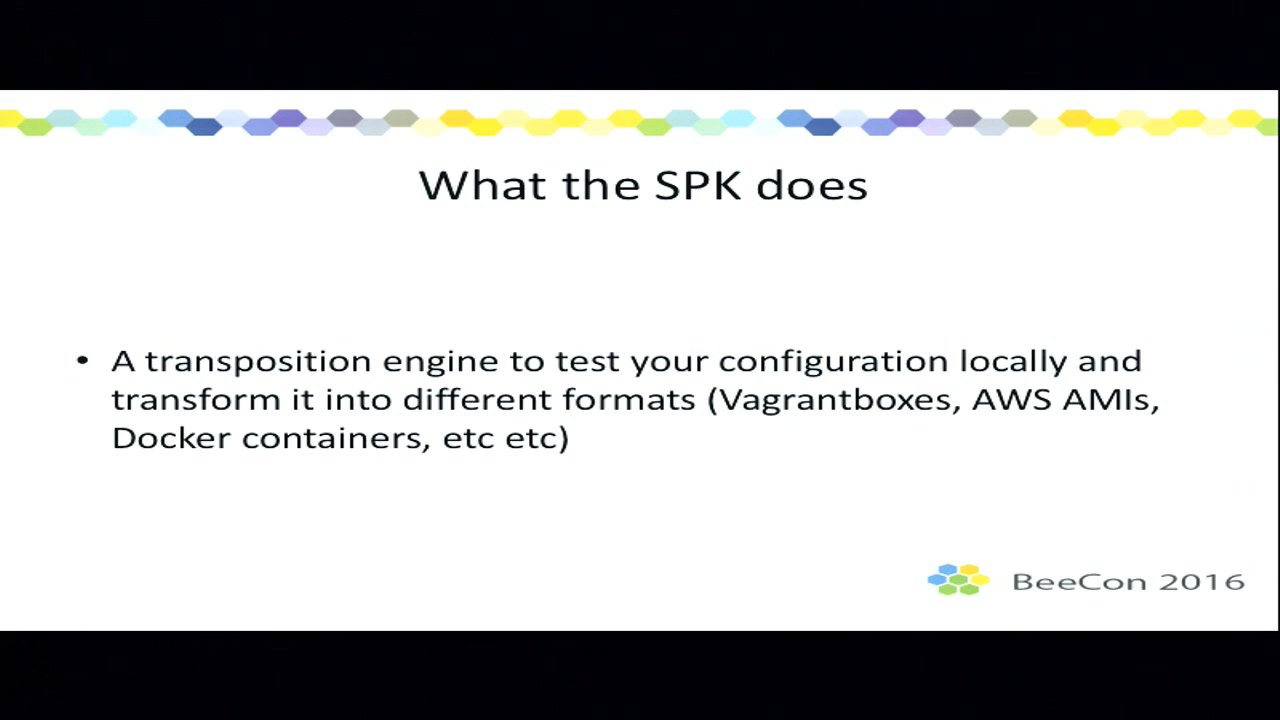 What the SPK does
• A transposition engine to test your configuration locally and
transform it into different formats (Vagrantboxes, AWS AMIs,
Docker containers, etc etc)
BeeCon 2016